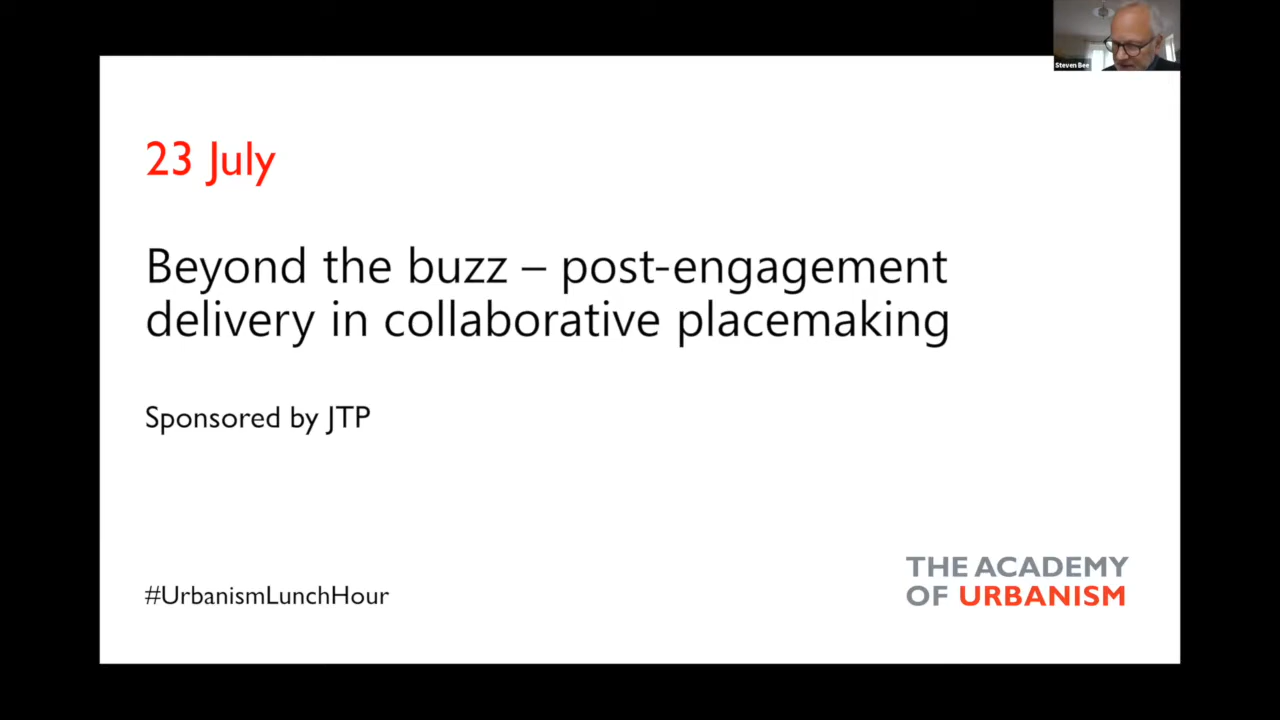 Steven Bee
23 July
Beyond the buzz – post-engagement
delivery in collaborative placemaking
Sponsored by JTP
#UrbanismLunchHour
THE ACADEMY
OF URBANISM